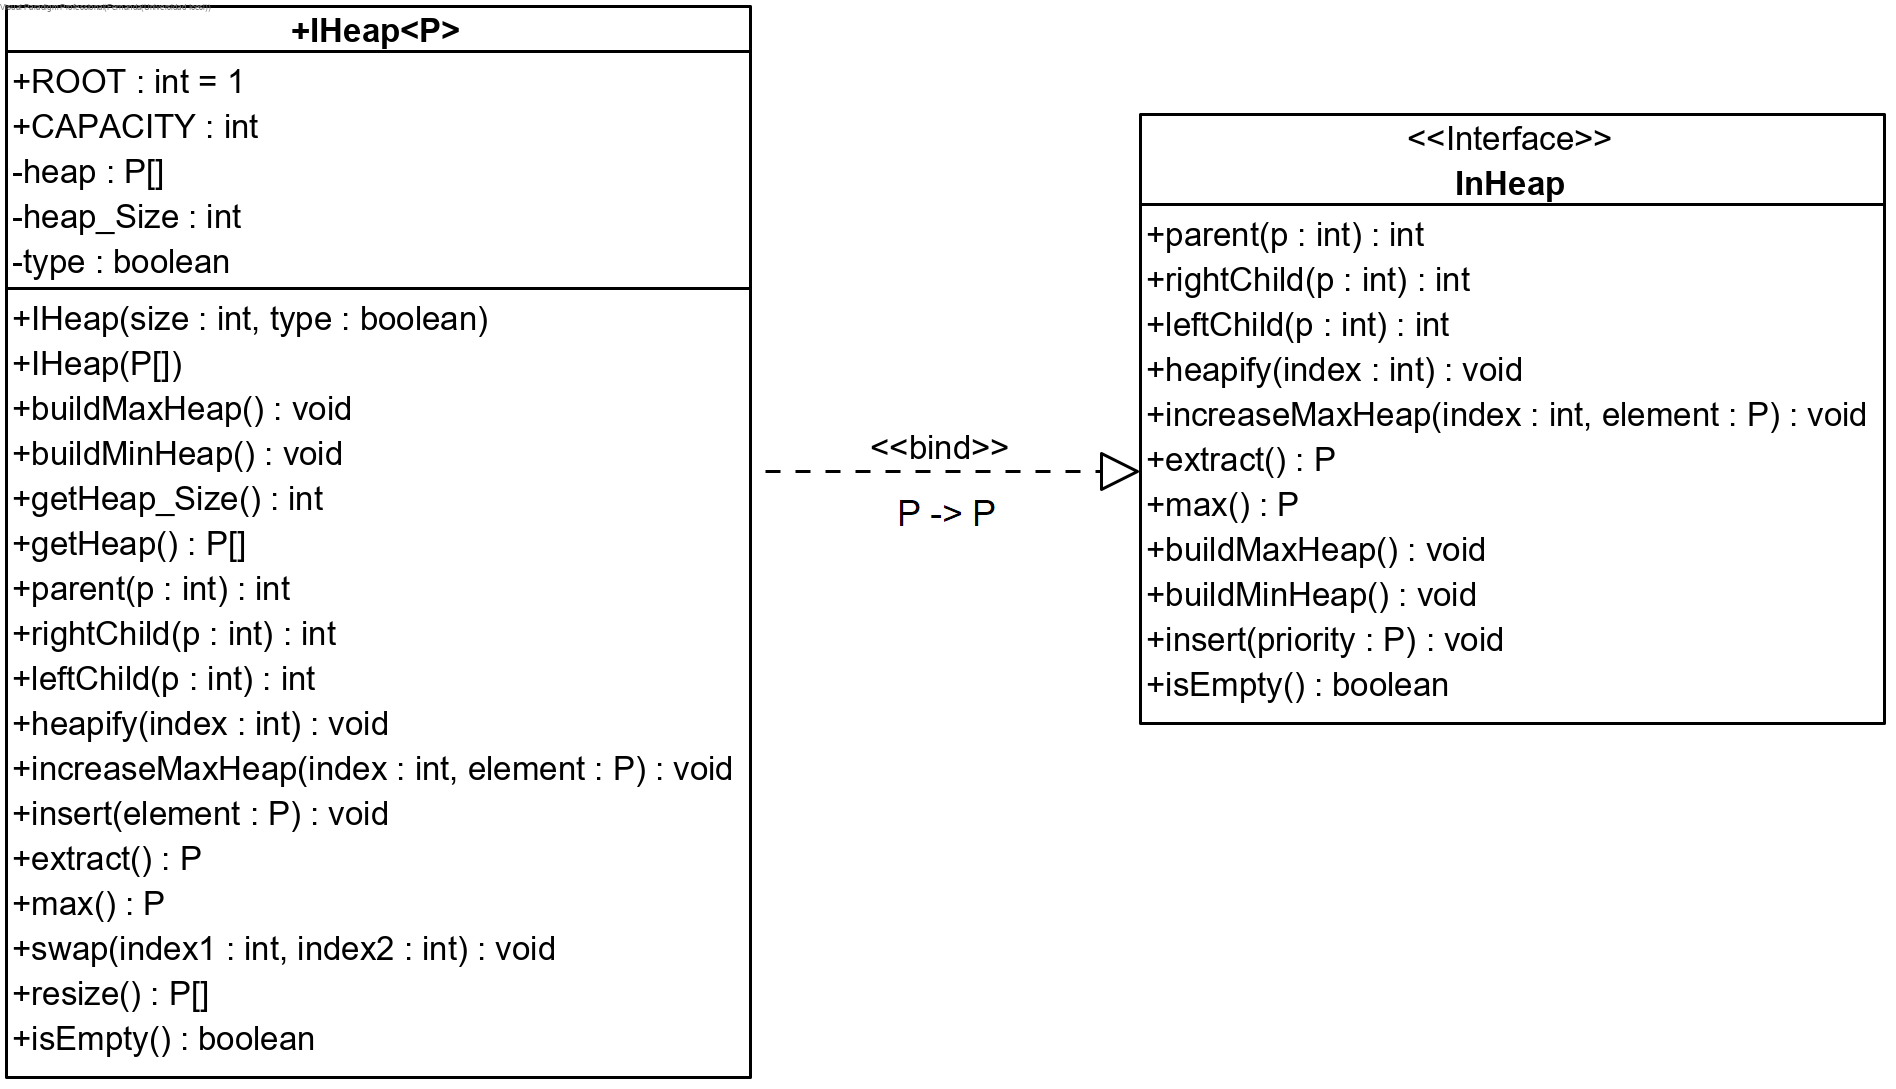 +IHeap<P>
+ROOT : int = 1
+CAPACITY : int
-heap : P[]
-heap_Size : int
-type : boolean
+IHeap(size : int, type : boolean)
+IHeap(P[])
+buildMaxHeap() : void
+buildMinHeap() : void
+getHeap_Size() : int
+getHeap() : P[]
+parent(p : int) : int
+rightChild(p : int) : int
+leftChild(p : int) : int
+heapify(index : int) : void
+increaseMaxHeap(index : int, element : P) : void
+insert(element : P) : void
+extract() : P
+max() : P
+swap(index1 : int, index2 : int) : void
+resize() : P[]
+isEmpty() : boolean
<<bind>>
P -> P
<<Interface>>
InHeap
+parent(p : int) : int
+rightChild(p : int) : int
+leftChild(p : int) : int
+heapify(index : int) : void
+increaseMaxHeap(index : int, element : P) : void
+extract() : P
+max() : P
+buildMaxHeap() : void
+buildMinHeap() : void
+insert(priority : P) : void
+isEmpty() : boolean